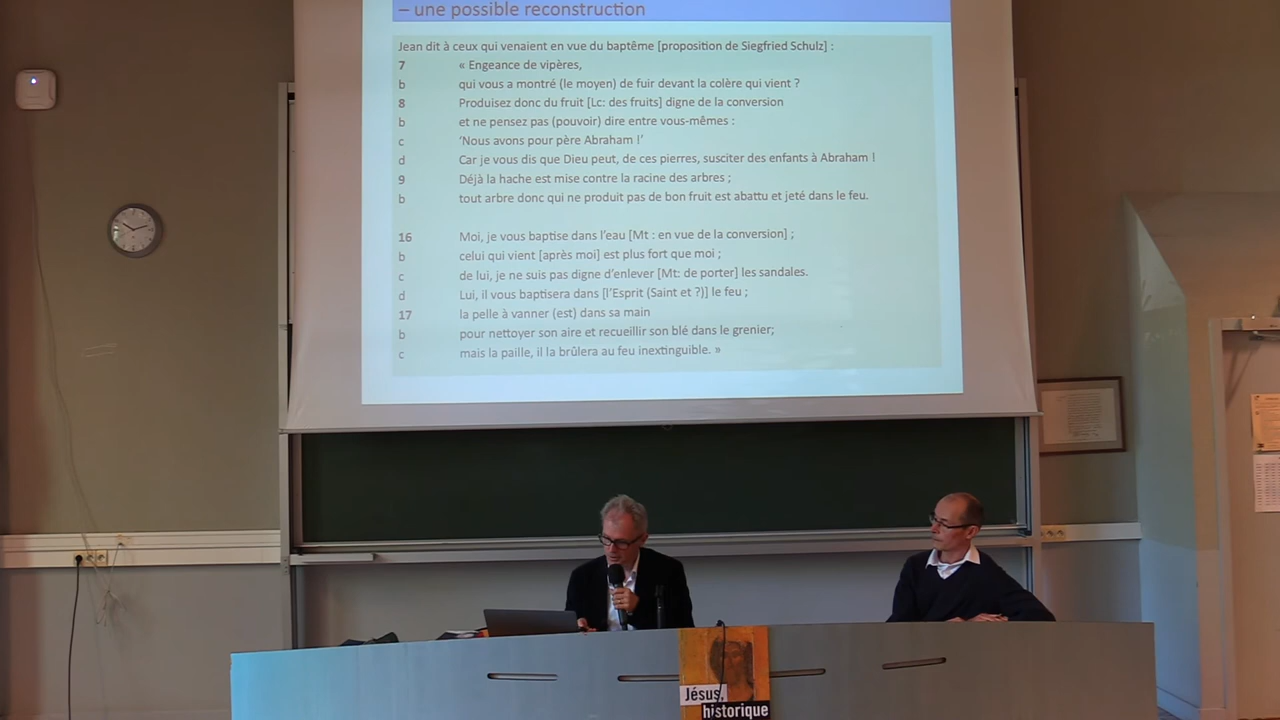 – une possible reconstruction
Jean dit à ceux qui venaient en vue du baptême [proposition de Siegfried Schulz] :
7 « Engeance de vipères,
b qui vous a montré (le moyen) de fuir devant la colère qui vient ?
8 Produisez donc du fruit [Lc: des fruits] digne de la conversion
b et ne pensez pas (pouvoir) dire entre vous-mêmes :
c ‘Nous avons pour père Abraham !’
d Car je vous dis que Dieu peut, de ces pierres, susciter des enfants à Abraham !
9 Déjà la hache est mise contre la racine des arbres ;
b tout arbre donc qui ne produit pas de bon fruit est abattu et jeté dans le feu.
16 Moi, je vous baptise dans l’eau [Mt : en vue de la conversion] ;
b celui qui vient [après moi] est plus fort que moi ;
c de lui, je ne suis pas digne d’enlever [Mt: de porter] les sandales.
d Lui, il vous baptisera dans [l’Esprit (Saint et ?)] le feu ;
17 la pelle à vanner (est) dans sa main
b pour nettoyer son aire et recueillir son blé dans le grenier;
c mais la paille, il la brûlera au feu inextinguible. »
Jésus,
historique